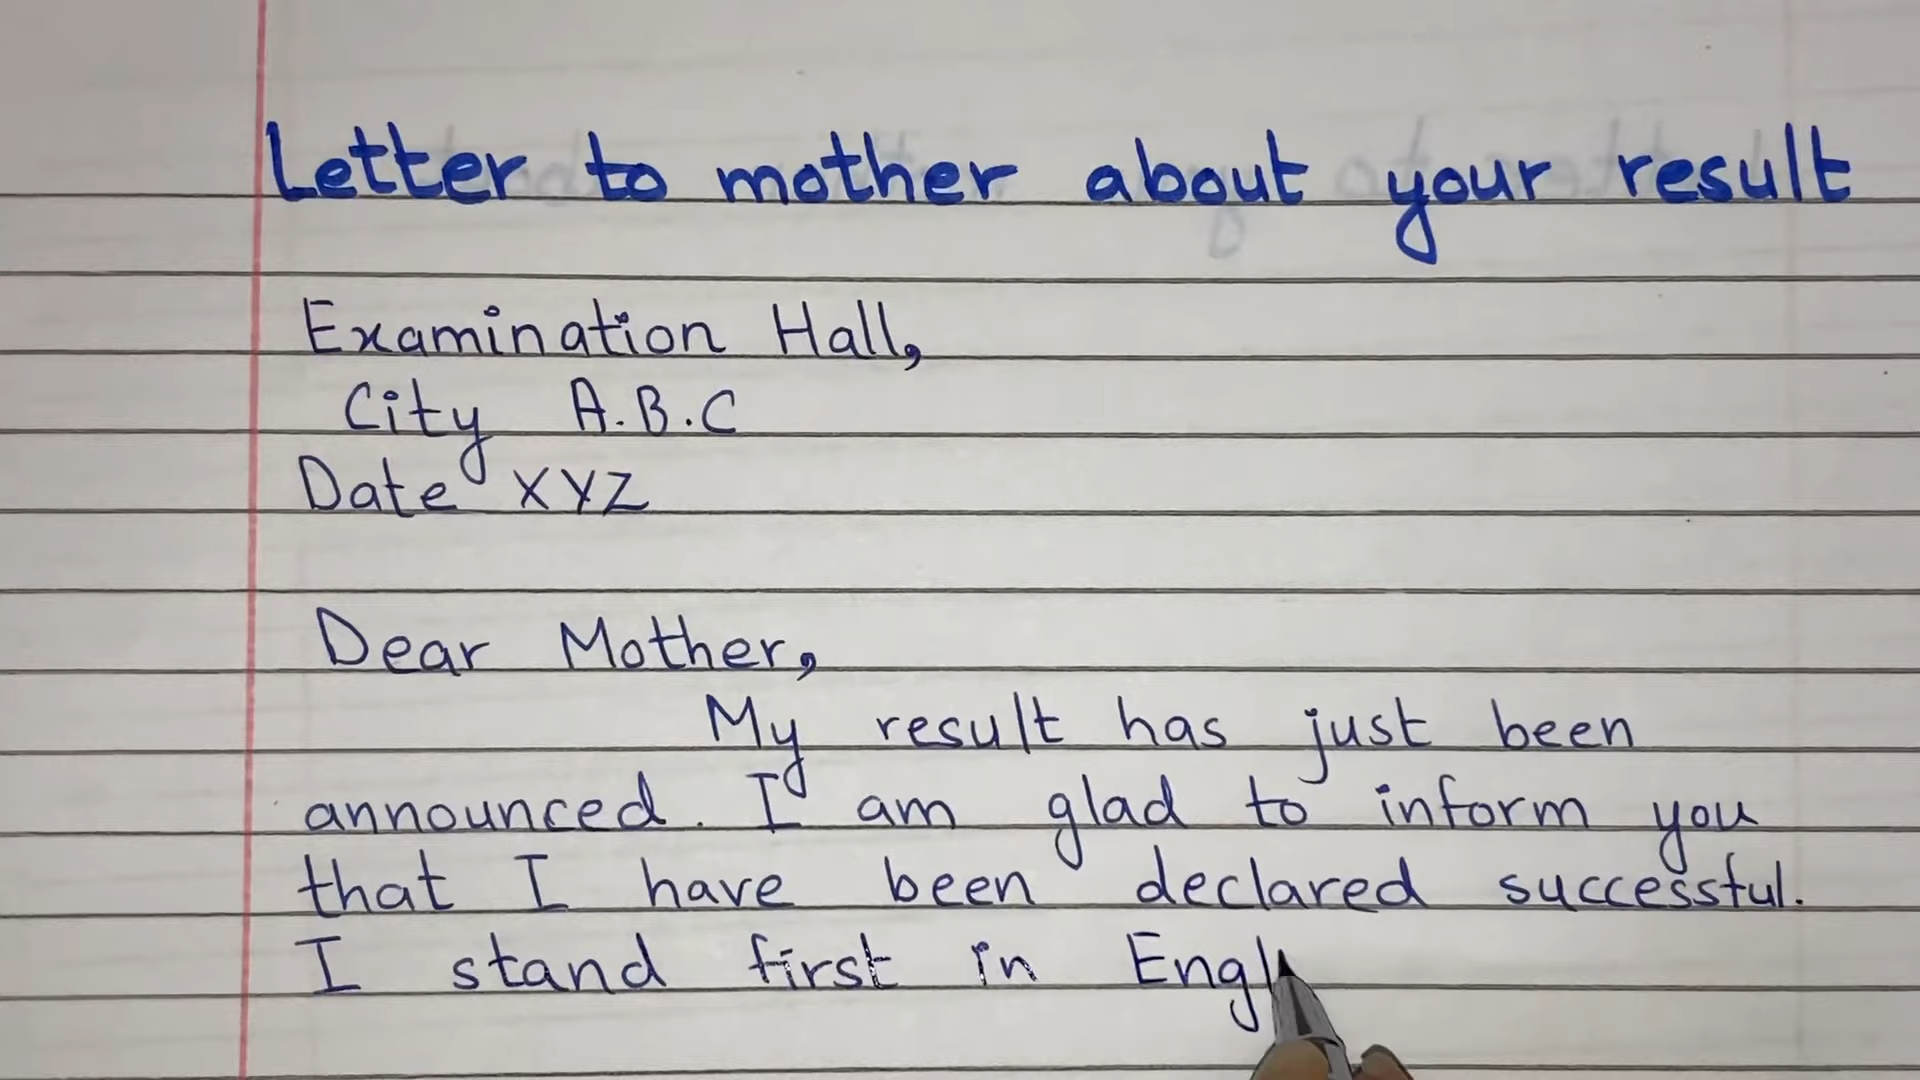 Letter to mother about your result
Examination Hall,
City A.B.C
Date XYZ
Dear Mother,
My result has just been
announced. I am glad to inform you
that I have been declared successful.
I stand first in Engl